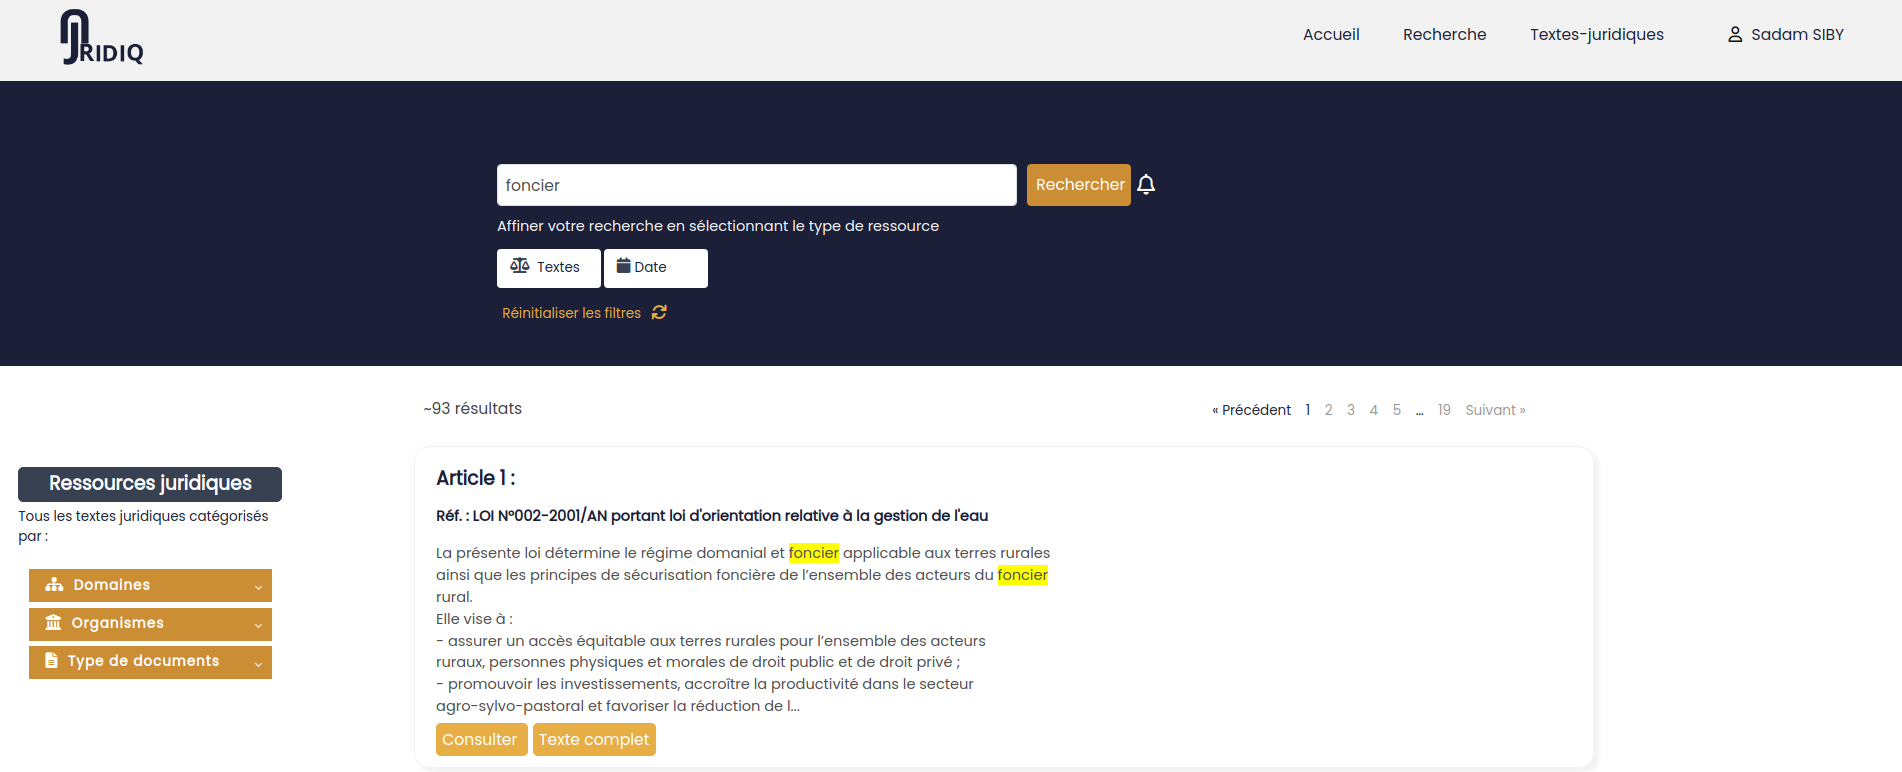 JRIDIQ
Accueil Recherche Textes-juridiques Sadam SIBY
foncier Rechercher
Affiner votre recherche en sélectionnant le type de ressource
Textes Date
Réinitialiser les filtres
~93 résultats « Précédent 1 2 3 4 5 ... 19 Suivant »
Ressources juridiques
Tous les textes juridiques catégorisés
par :
Domaines
Organismes
Type de documents
Article 1 :
Réf. : LOI N°002-2001/AN portant loi d'orientation relative à la gestion de l'eau
La présente loi détermine le régime domanial et foncier applicable aux terres rurales
ainsi que les principes de sécurisation foncière de l’ensemble des acteurs du foncier
rural.
Elle vise à :
- assurer un accès équitable aux terres rurales pour l’ensemble des acteurs
ruraux, personnes physiques et morales de droit public et de droit privé ;
- promouvoir les investissements, accroître la productivité dans le secteur
agro-sylvo-pastoral et favoriser la réduction de l...
Consulter Texte complet